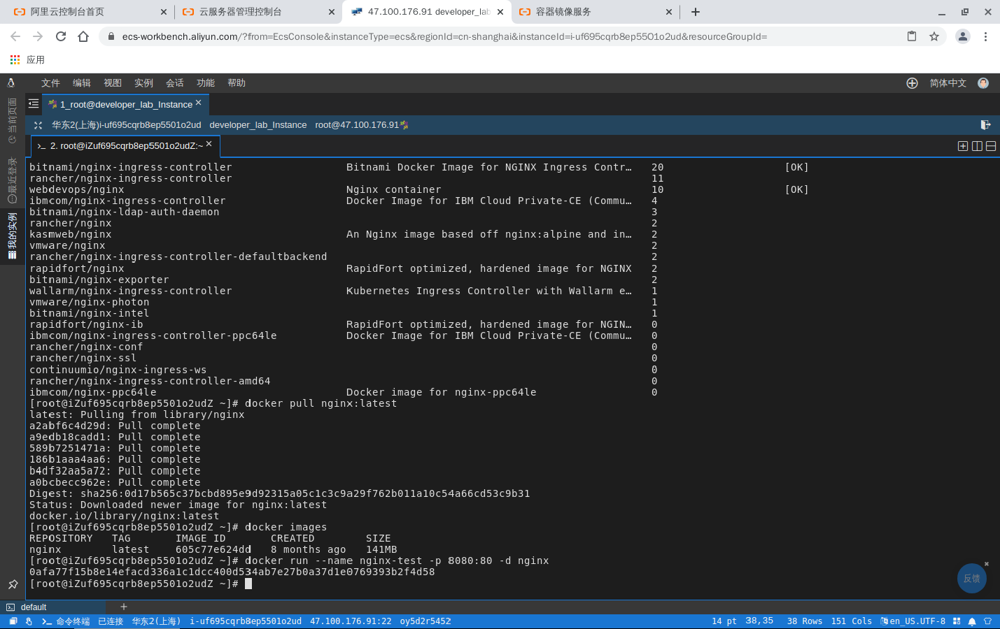 阿里云控制台首页
云服务器管理控制台
47.100.176.91 developer_lab
容器镜像服务
ecs-workbench.aliyun.com/?from=EcsConsole&instanceType=ecs&regionId=cn-shanghai&instanceId=i-uf695cqrb8ep5501o2ud&resourceGroupId=
应用
文件 编辑 视图 实例 会话 功能 帮助
简体中文
当前页面
最近登录
我的实例
1_root@developer_lab_Instance
华东2(上海)i-uf695cqrb8ep5501o2ud developer_lab_Instance root@47.100.176.91
2. root@iZuf695cqrb8ep5501o2udZ:~
bitnami/nginx-ingress-controller Bitnami Docker Image for NGINX Ingress Contr… 20 [OK]
rancher/nginx-ingress-controller 11
webdevops/nginx Nginx container 10 [OK]
ibmcom/nginx-ingress-controller Docker Image for IBM Cloud Private-CE (Commu… 4
bitnami/nginx-ldap-auth-daemon 3
rancher/nginx 2
kasmweb/nginx An Nginx image based off nginx:alpine and in… 2
vmware/nginx 2
rancher/nginx-ingress-controller-defaultbackend 2
rapidfort/nginx RapidFort optimized, hardened image for NGINX 2
bitnami/nginx-exporter 2
wallarm/nginx-ingress-controller Kubernetes Ingress Controller with Wallarm e… 1
vmware/nginx-photon 1
bitnami/nginx-intel 1
rapidfort/nginx-ib RapidFort optimized, hardened image for NGIN… 0
ibmcom/nginx-ingress-controller-ppc64le Docker Image for IBM Cloud Private-CE (Commu… 0
rancher/nginx-conf 0
rancher/nginx-ssl 0
continuumio/nginx-ingress-ws 0
rancher/nginx-ingress-controller-amd64 0
ibmcom/nginx-ppc64le Docker image for nginx-ppc64le 0
[root@iZuf695cqrb8ep5501o2udZ ~]# docker pull nginx:latest
latest: Pulling from library/nginx
a2abf6c4d29d: Pull complete
a9edb18cadd1: Pull complete
589b7251471a: Pull complete
186b1aaa4aa6: Pull complete
b4df32aa5a72: Pull complete
a0bcbecc962e: Pull complete
Digest: sha256:0d17b565c37bcbd895e9d92315a05c1c3c9a29f762b011a10c54a66cd53c9b31
Status: Downloaded newer image for nginx:latest
docker.io/library/nginx:latest
[root@iZuf695cqrb8ep5501o2udZ ~]# docker images
REPOSITORY TAG IMAGE ID CREATED SIZE
nginx latest 605c77e624dd 8 months ago 141MB
[root@iZuf695cqrb8ep5501o2udZ ~]# docker run --name nginx-test -p 8080:80 -d nginx
0afa77f15b8e14efacd336a1c1dcc400d534ab7e27b0a37d1e0769393b2f4d58
[root@iZuf695cqrb8ep5501o2udZ ~]#
反馈
default
命令终端 已连接 华东2(上海) i-uf695cqrb8ep5501o2ud 47.100.176.91:22 oy5d2r5452 14 pt 38,35 38 Rows 151 Cols en_US.UTF-8